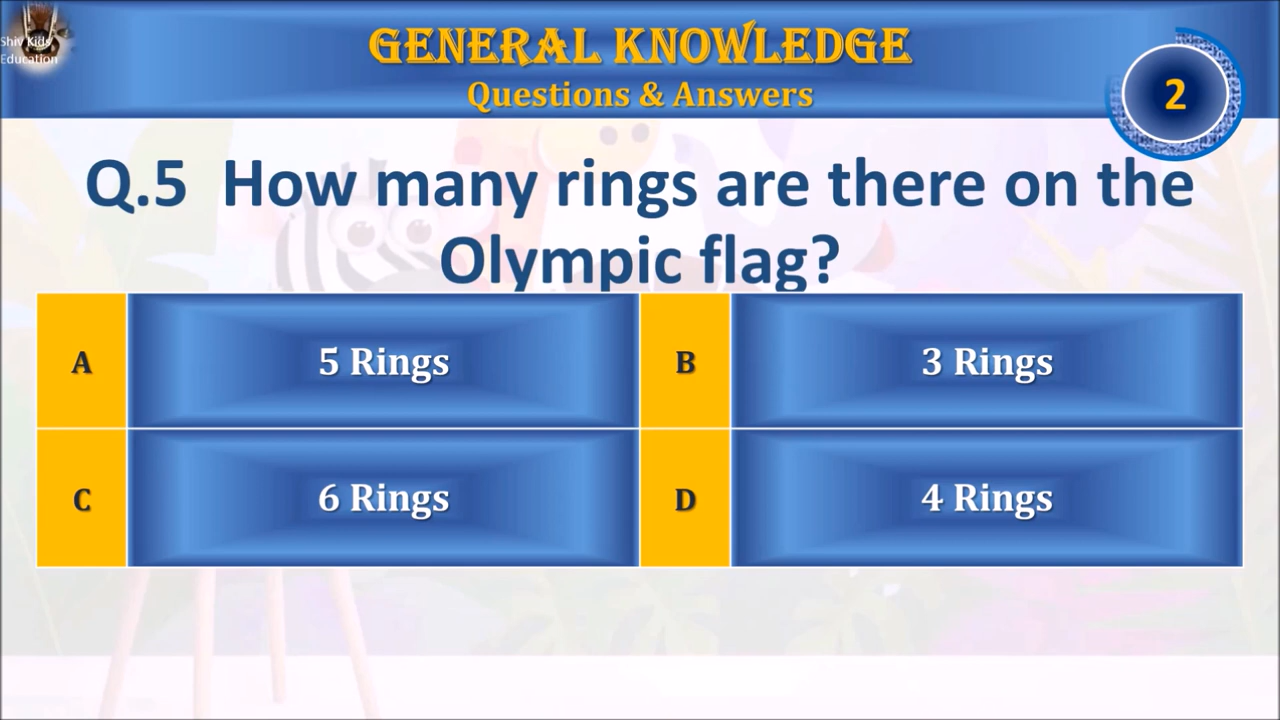 Shiv Kids
Education
GENERAL KNOWLEDGE
Questions & Answers
2
Q.5 How many rings are there on the
Olympic flag?
A 5 Rings B 3 Rings
C 6 Rings D 4 Rings